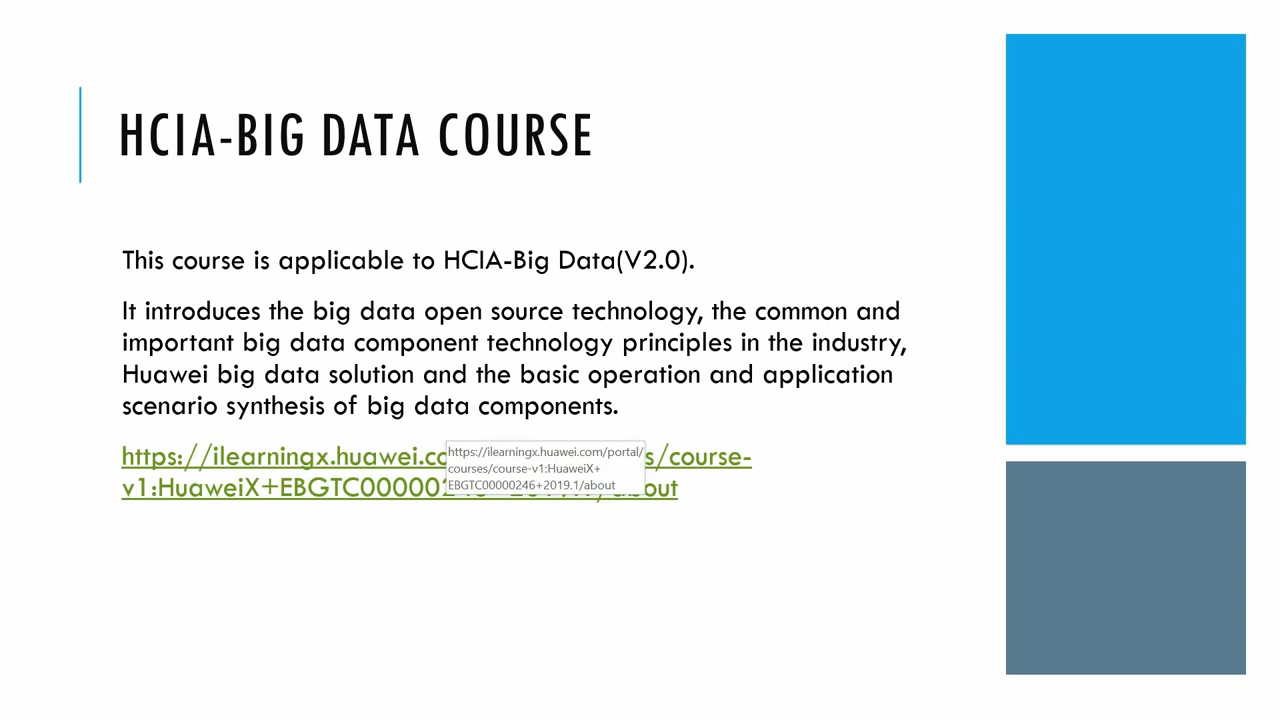 HCIA-BIG DATA COURSE
This course is applicable to HCIA-Big Data(V2.0).
It introduces the big data open source technology, the common and
important big data component technology principles in the industry,
Huawei big data solution and the basic operation and application
scenario synthesis of big data components.
https://ilearningx.huawei.co s/course-
v1:HuaweiX+EBGTC00000 out
https://ilearningx.huawei.com/portal/
courses/course-v1:HuaweiX+
EBGTC00000246+2019.1/about